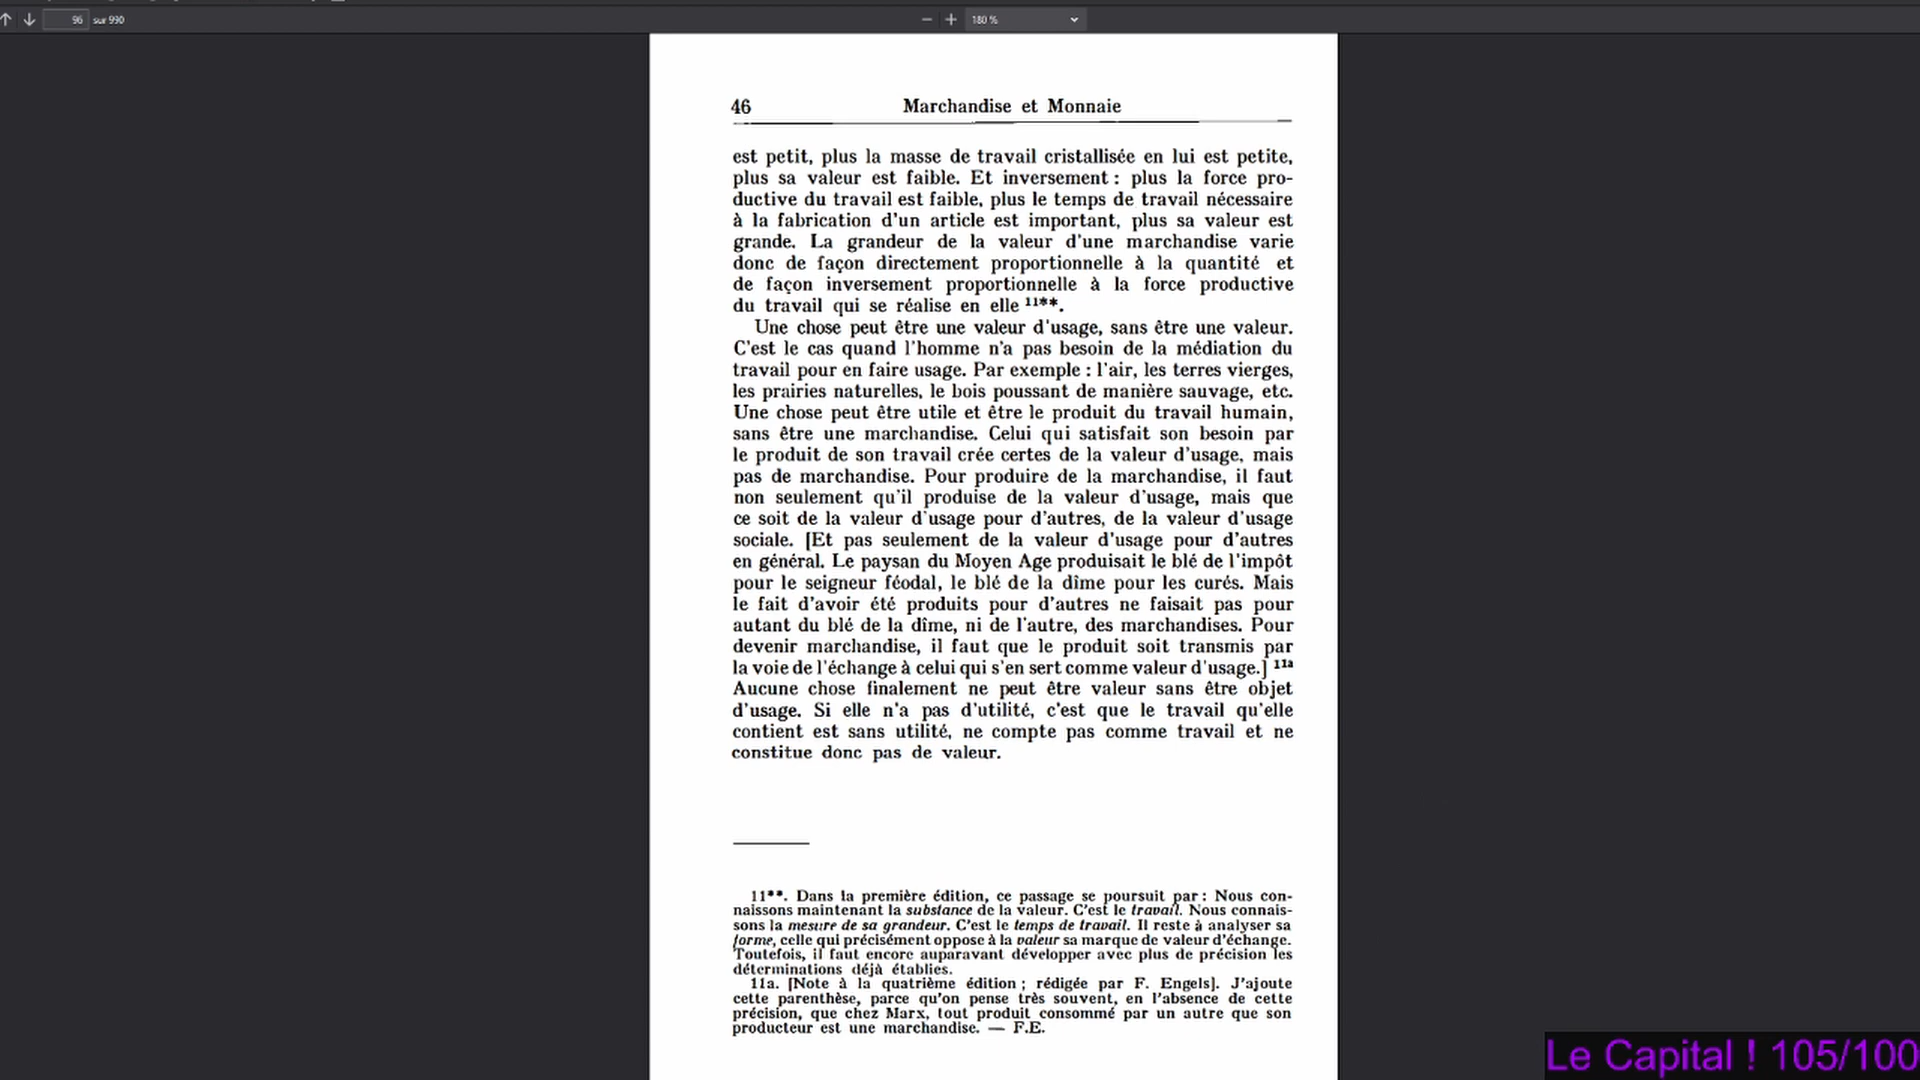 96 sur 990
180 %
46 Marchandise et Monnaie
est petit, plus la masse de travail cristallisée en lui est petite,
plus sa valeur est faible. Et inversement : plus la force pro-
ductive du travail est faible, plus le temps de travail nécessaire
à la fabrication d'un article est important, plus sa valeur est
grande. La grandeur de la valeur d'une marchandise varie
donc de façon directement proportionnelle à la quantité et
de façon inversement proportionnelle à la force productive
du travail qui se réalise en elle 11**.
Une chose peut être une valeur d'usage, sans être une valeur.
C'est le cas quand l'homme n'a pas besoin de la médiation du
travail pour en faire usage. Par exemple : l'air, les terres vierges,
les prairies naturelles, le bois poussant de manière sauvage, etc.
Une chose peut être utile et être le produit du travail humain,
sans être une marchandise. Celui qui satisfait son besoin par
le produit de son travail crée certes de la valeur d'usage, mais
pas de marchandise. Pour produire de la marchandise, il faut
non seulement qu'il produise de la valeur d'usage, mais que
ce soit de la valeur d'usage pour d'autres, de la valeur d'usage
sociale. [Et pas seulement de la valeur d'usage pour d'autres
en général. Le paysan du Moyen Age produisait le blé de l'impôt
pour le seigneur féodal, le blé de la dîme pour les curés. Mais
le fait d'avoir été produits pour d'autres ne faisait pas pour
autant du blé de la dîme, ni de l'autre, des marchandises. Pour
devenir marchandise, il faut que le produit soit transmis par
la voie de l'échange à celui qui s'en sert comme valeur d'usage.] 11a
Aucune chose finalement ne peut être valeur sans être objet
d'usage. Si elle n'a pas d'utilité, c'est que le travail qu'elle
contient est sans utilité, ne compte pas comme travail et ne
constitue donc pas de valeur.
11**. Dans la première édition, ce passage se poursuit par : Nous con-
naissons maintenant la substance de la valeur. C'est le travail. Nous connais-
sons la mesure de sa grandeur. C'est le temps de travail. Il reste à analyser sa
forme, celle qui précisément oppose à la valeur sa marque de valeur d'échange.
Toutefois, il faut encore auparavant développer avec plus de précision les
déterminations déjà établies.
11a. [Note à la quatrième édition ; rédigée par F. Engels]. J'ajoute
cette parenthèse, parce qu'on pense très souvent, en l'absence de cette
précision, que chez Marx, tout produit consommé par un autre que son
producteur est une marchandise. — F.E.
Le Capital ! 105/100